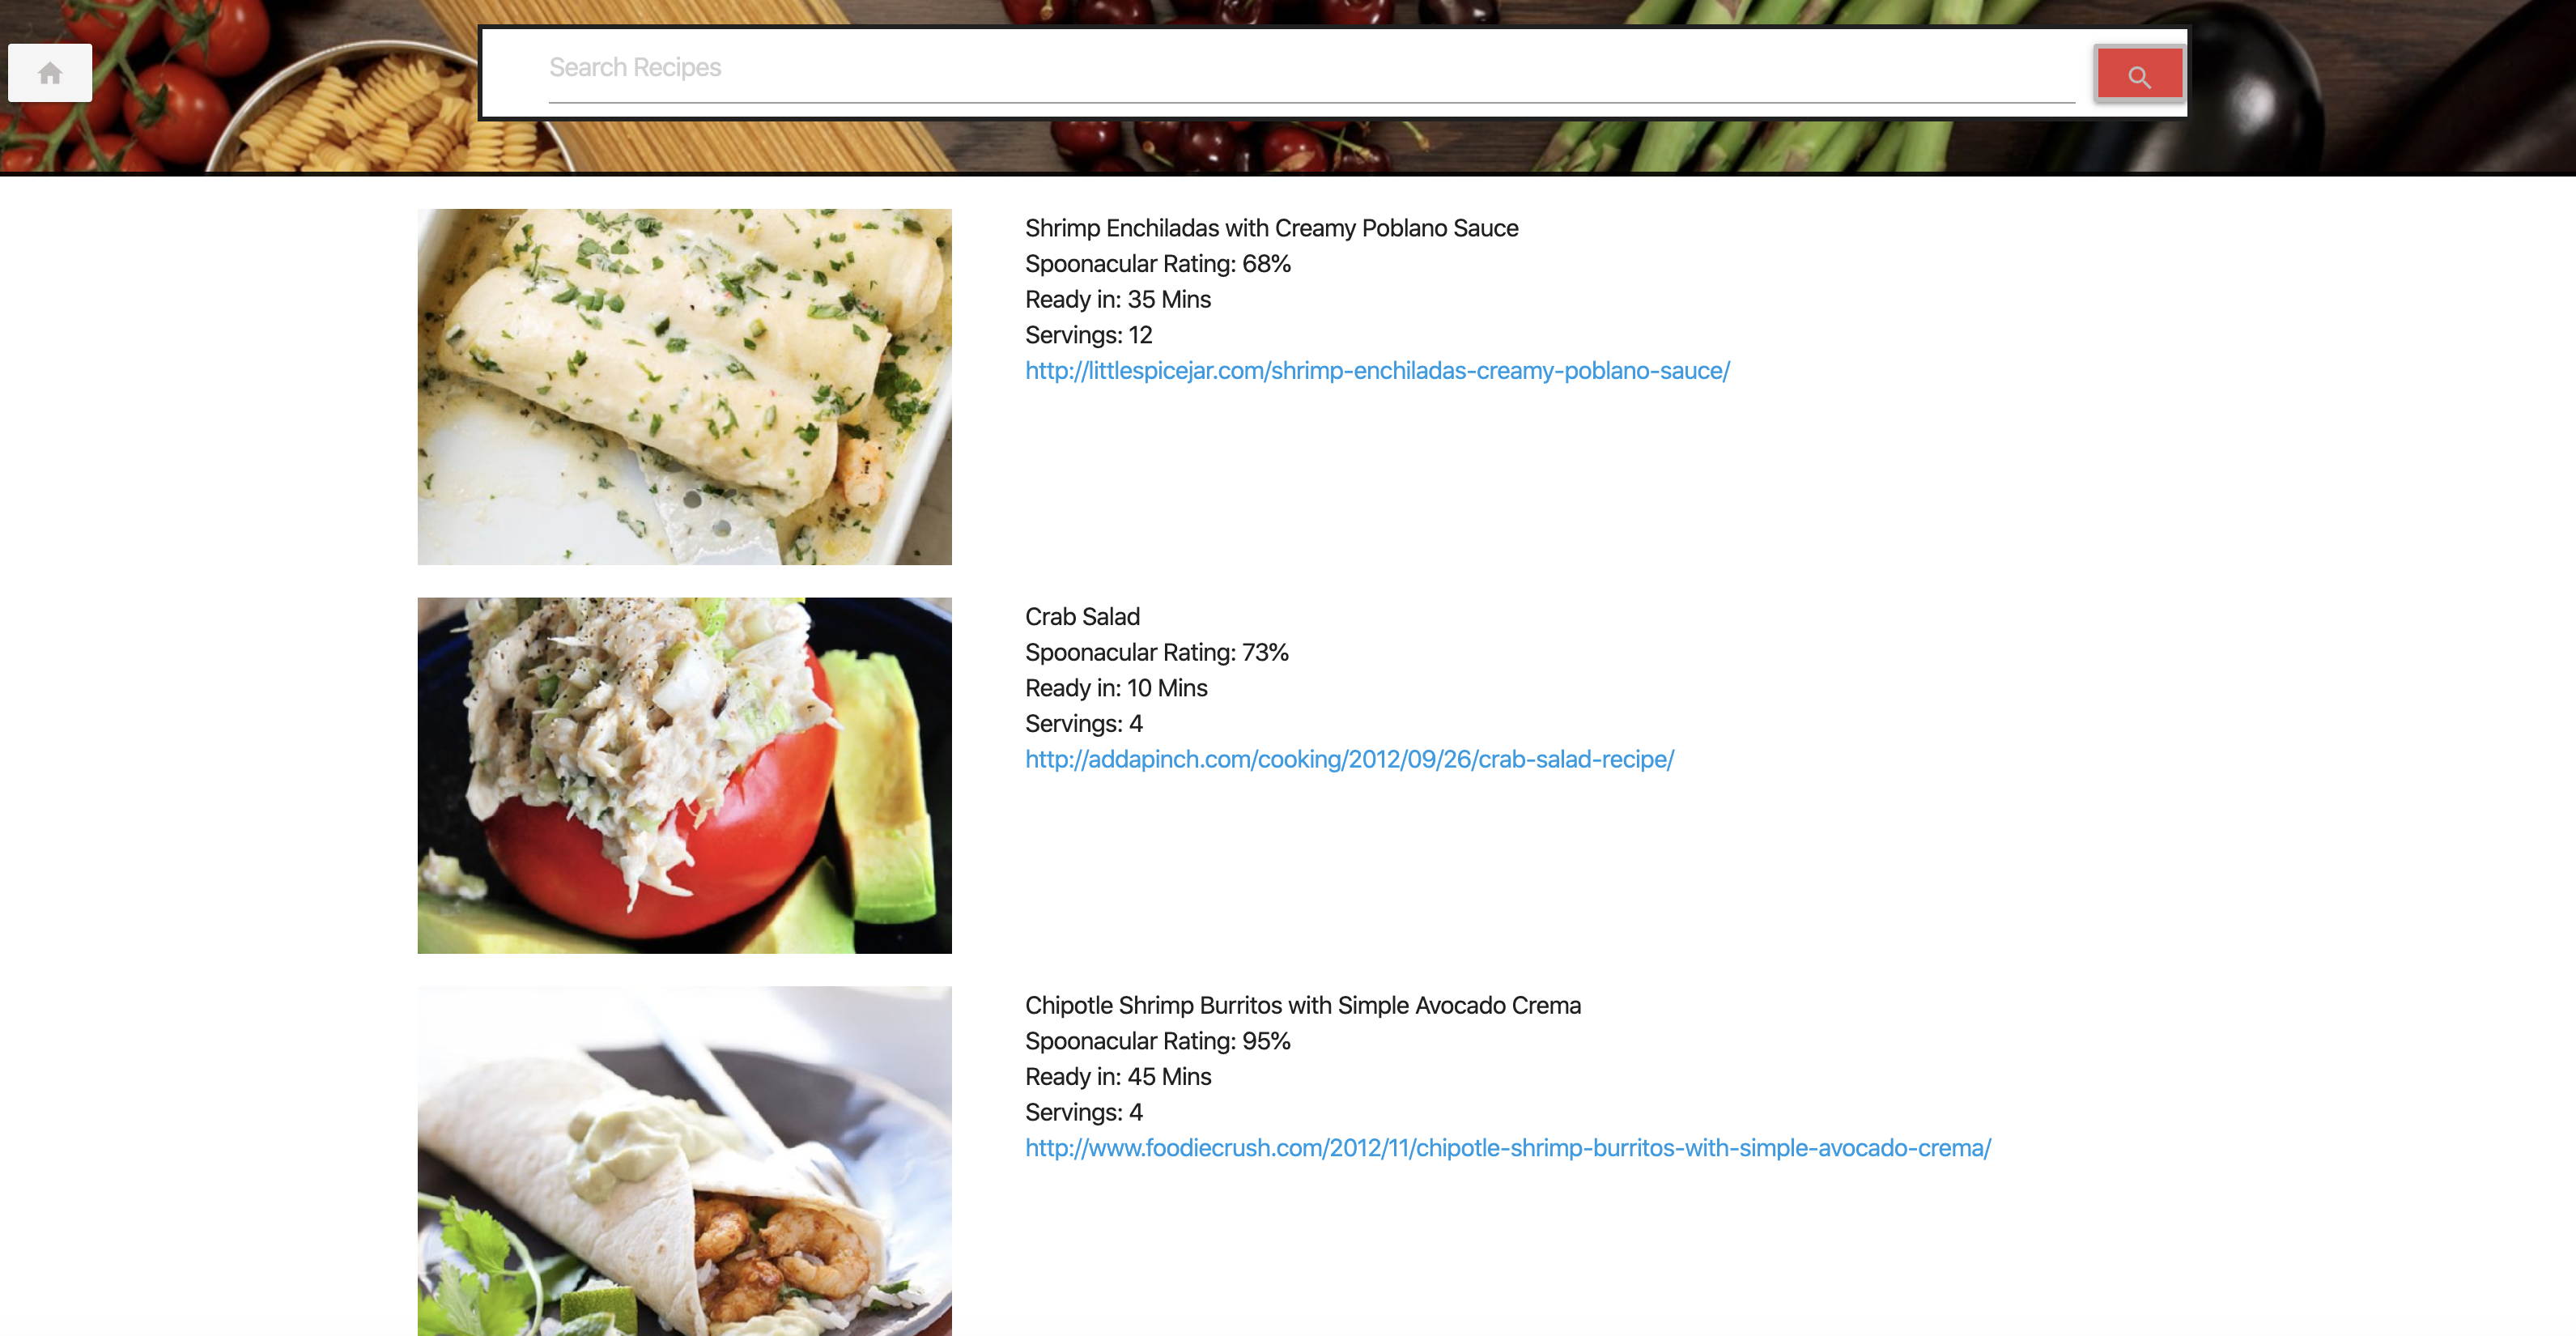 Search Recipes
Shrimp Enchiladas with Creamy Poblano Sauce
Spoonacular Rating: 68%
Ready in: 35 Mins
Servings: 12
http://littlespicejar.com/shrimp-enchiladas-creamy-poblano-sauce/
Crab Salad
Spoonacular Rating: 73%
Ready in: 10 Mins
Servings: 4
http://addapinch.com/cooking/2012/09/26/crab-salad-recipe/
Chipotle Shrimp Burritos with Simple Avocado Crema
Spoonacular Rating: 95%
Ready in: 45 Mins
Servings: 4
http://www.foodiecrush.com/2012/11/chipotle-shrimp-burritos-with-simple-avocado-crema/